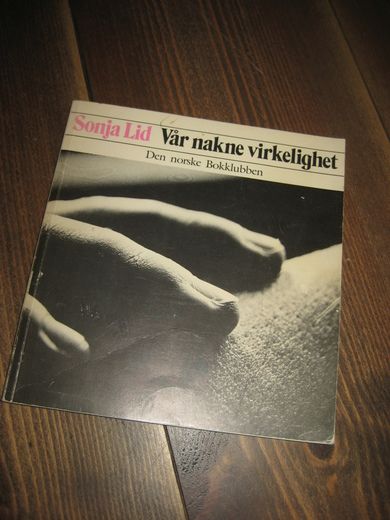 Sonja Lid Vår nakne virkelighet
Den norske Bokklubben